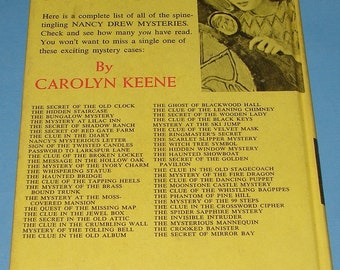 Here is a complete list of all of the spine-
tingling NANCY DREW MYSTERIES.
Check and see how many you have read.
You won't want to miss a single one of
these exciting mystery cases:
By
CAROLYN KEENE
THE SECRET OF THE OLD CLOCK
THE HIDDEN STAIRCASE
THE BUNGALOW MYSTERY
THE MYSTERY AT LILAC INN
THE SECRET OF SHADOW RANCH
THE SECRET OF RED GATE FARM
THE CLUE IN THE DIARY
NANCY'S MYSTERIOUS LETTER
SIGN OF THE TWISTED CANDLES
PASSWORD TO LARKSPUR LANE
THE CLUE OF THE BROKEN LOCKET
THE MESSAGE IN THE HOLLOW OAK
THE MYSTERY OF THE IVORY CHARM
THE WHISPERING STATUE
THE HAUNTED BRIDGE
THE CLUE OF THE TAPPING HEELS
THE MYSTERY OF THE BRASS
BOUND TRUNK
THE MYSTERY AT THE MOSS-
COVERED MANSION
THE QUEST OF THE MISSING MAP
THE CLUE IN THE JEWEL BOX
THE SECRET IN THE OLD ATTIC
THE CLUE IN THE CRUMBLING WALL
MYSTERY OF THE TOLLING BELL
THE CLUE IN THE OLD ALBUM
THE GHOST OF BLACKWOOD HALL
THE CLUE OF THE LEANING CHIMNEY
THE SECRET OF THE WOODEN LADY
THE CLUE OF THE BLACK KEYS
MYSTERY AT THE SKI JUMP
THE CLUE OF THE VELVET MASK
THE RINGMASTER'S SECRET
THE SCARLET SLIPPER MYSTERY
THE WITCH TREE SYMBOL
THE HIDDEN WINDOW MYSTERY
THE HAUNTED SHOWBOAT
THE SECRET OF THE GOLDEN
PAVILION
THE CLUE IN THE OLD STAGECOACH
THE MYSTERY OF THE FIRE DRAGON
THE CLUE OF THE DANCING PUPPET
THE MOONSTONE CASTLE MYSTERY
THE CLUE OF THE WHISTLING BAGPIPES
THE PHANTOM OF PINE HILL
THE MYSTERY OF THE 99 STEPS
THE CLUE IN THE CROSSWORD CIPHER
THE SPIDER SAPPHIRE MYSTERY
THE INVISIBLE INTRUDER
THE MYSTERIOUS MANNEQUIN
THE CROOKED BANISTER
THE SECRET OF MIRROR BAY